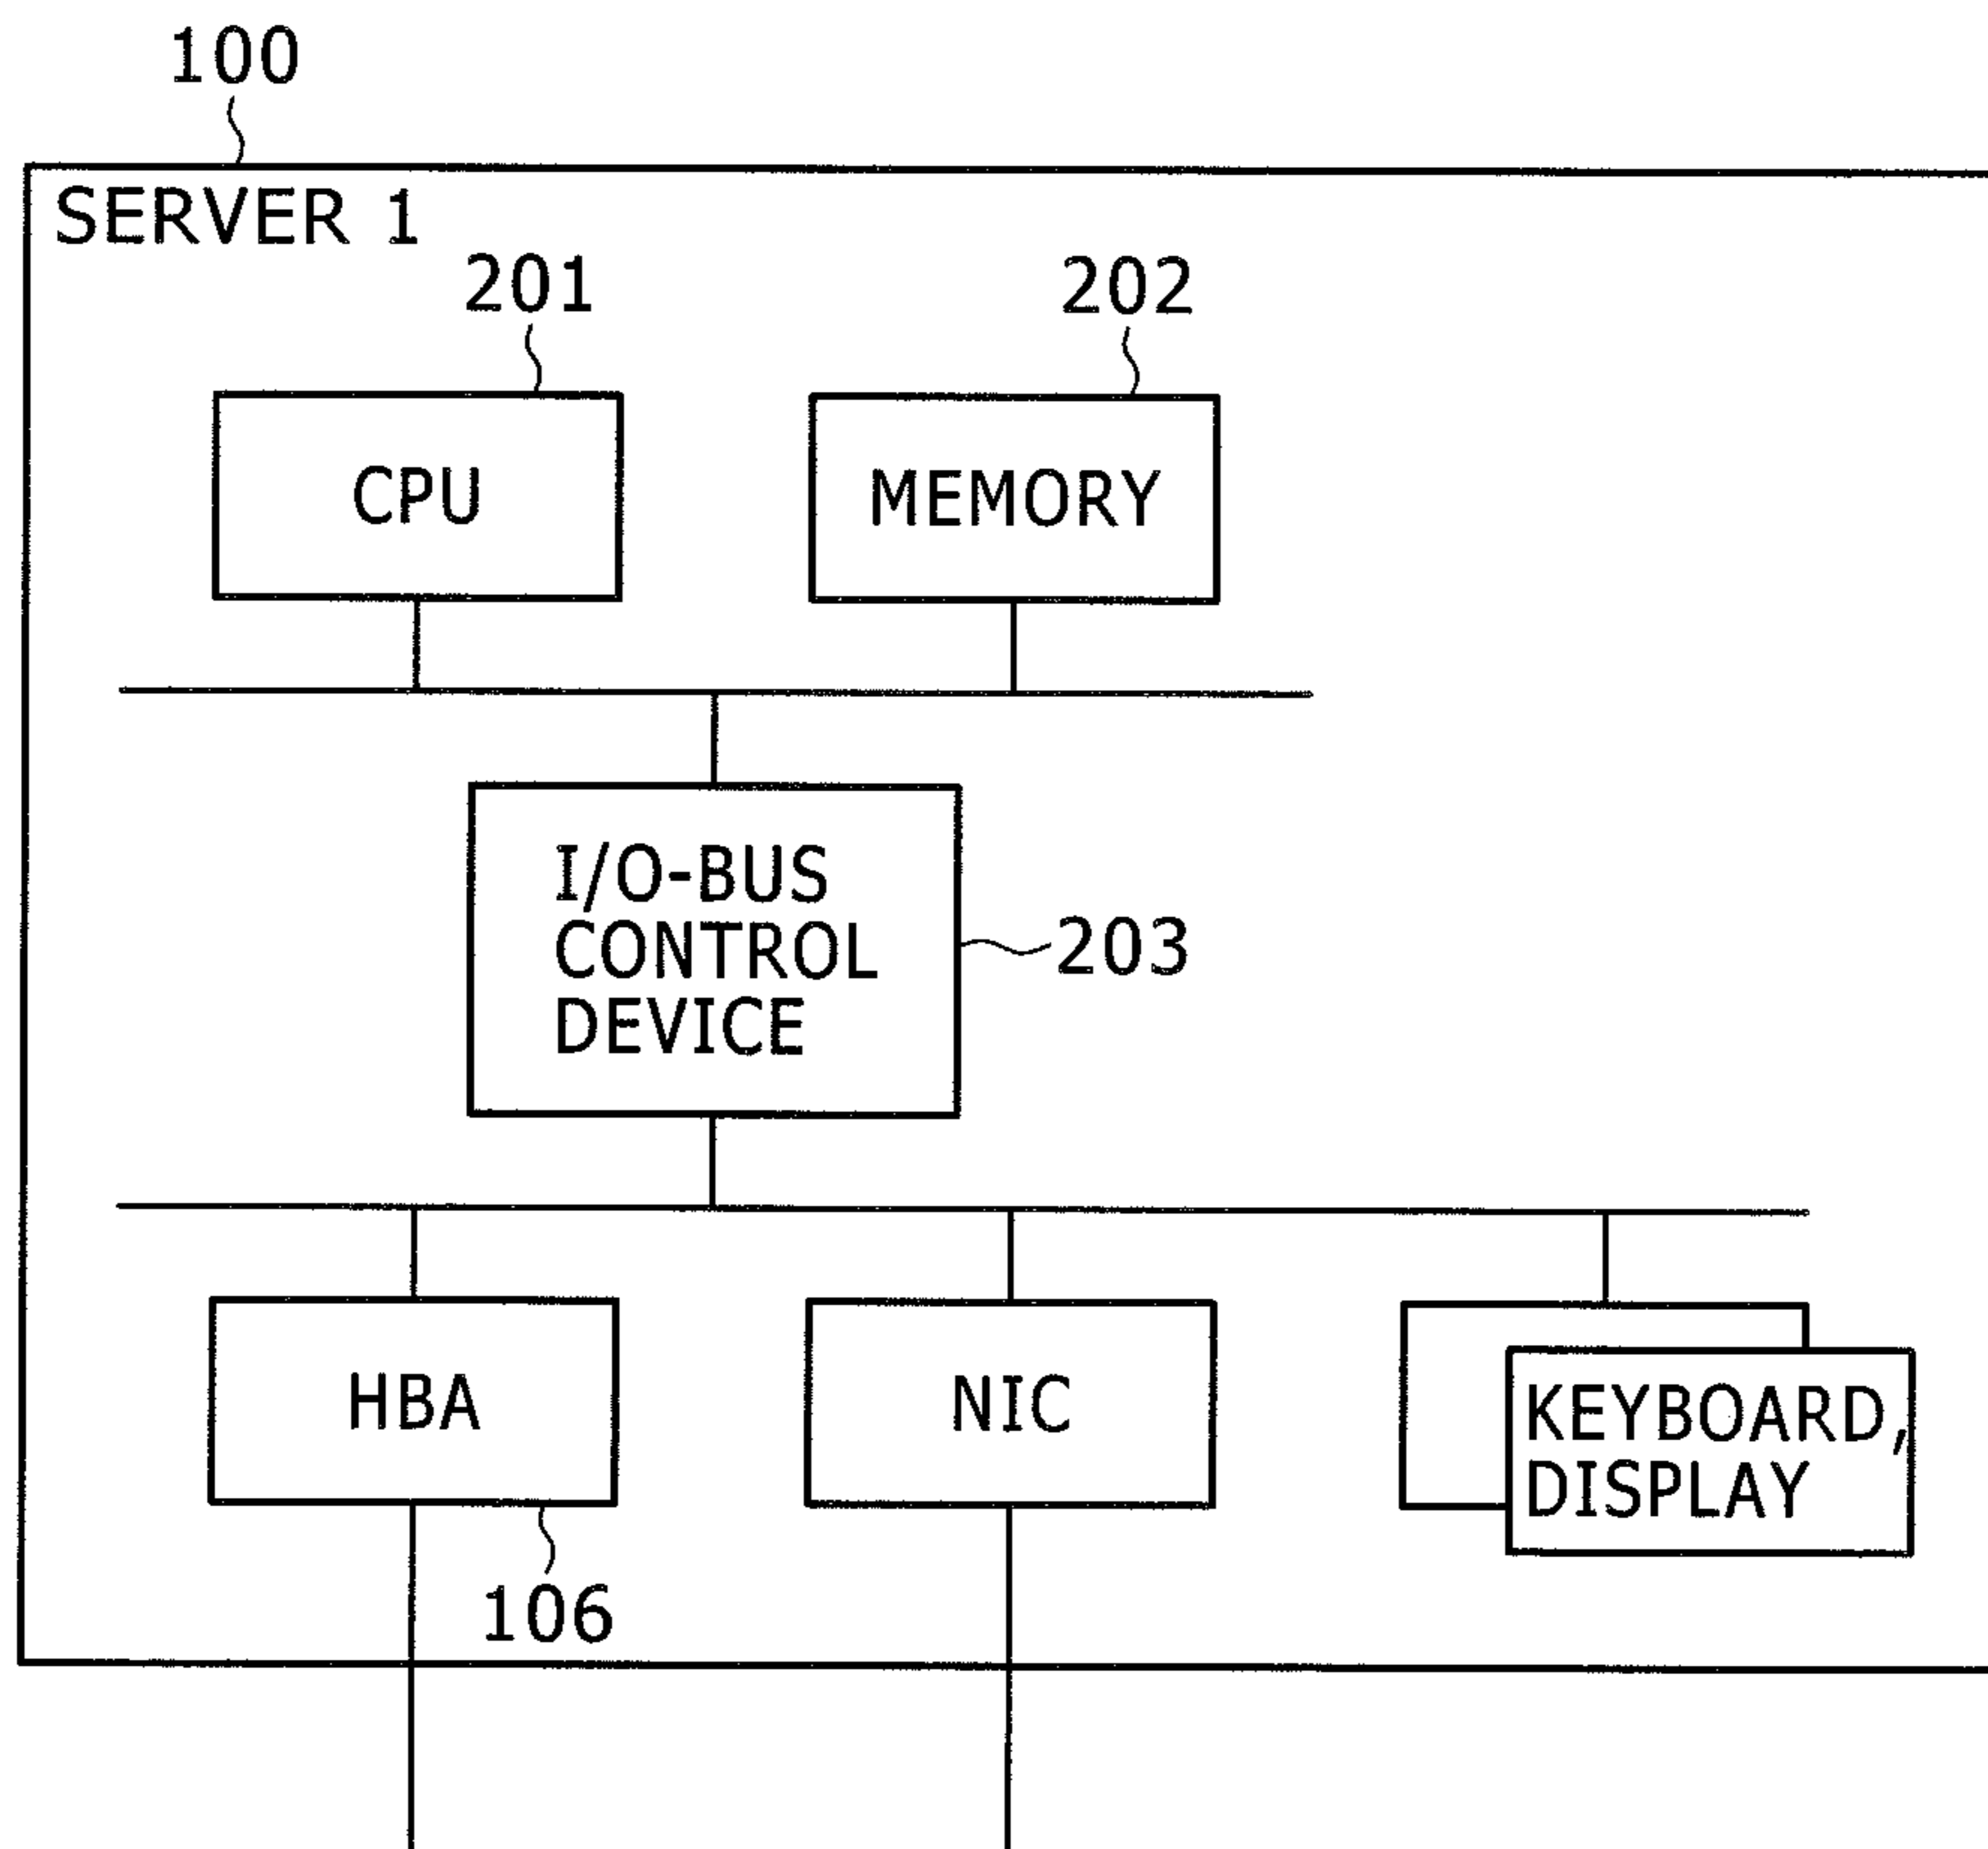 100
SERVER 1
201
202
CPU
MEMORY
I/O-BUS
CONTROL
DEVICE
203
HBA
NIC
KEYBOARD,
DISPLAY
106